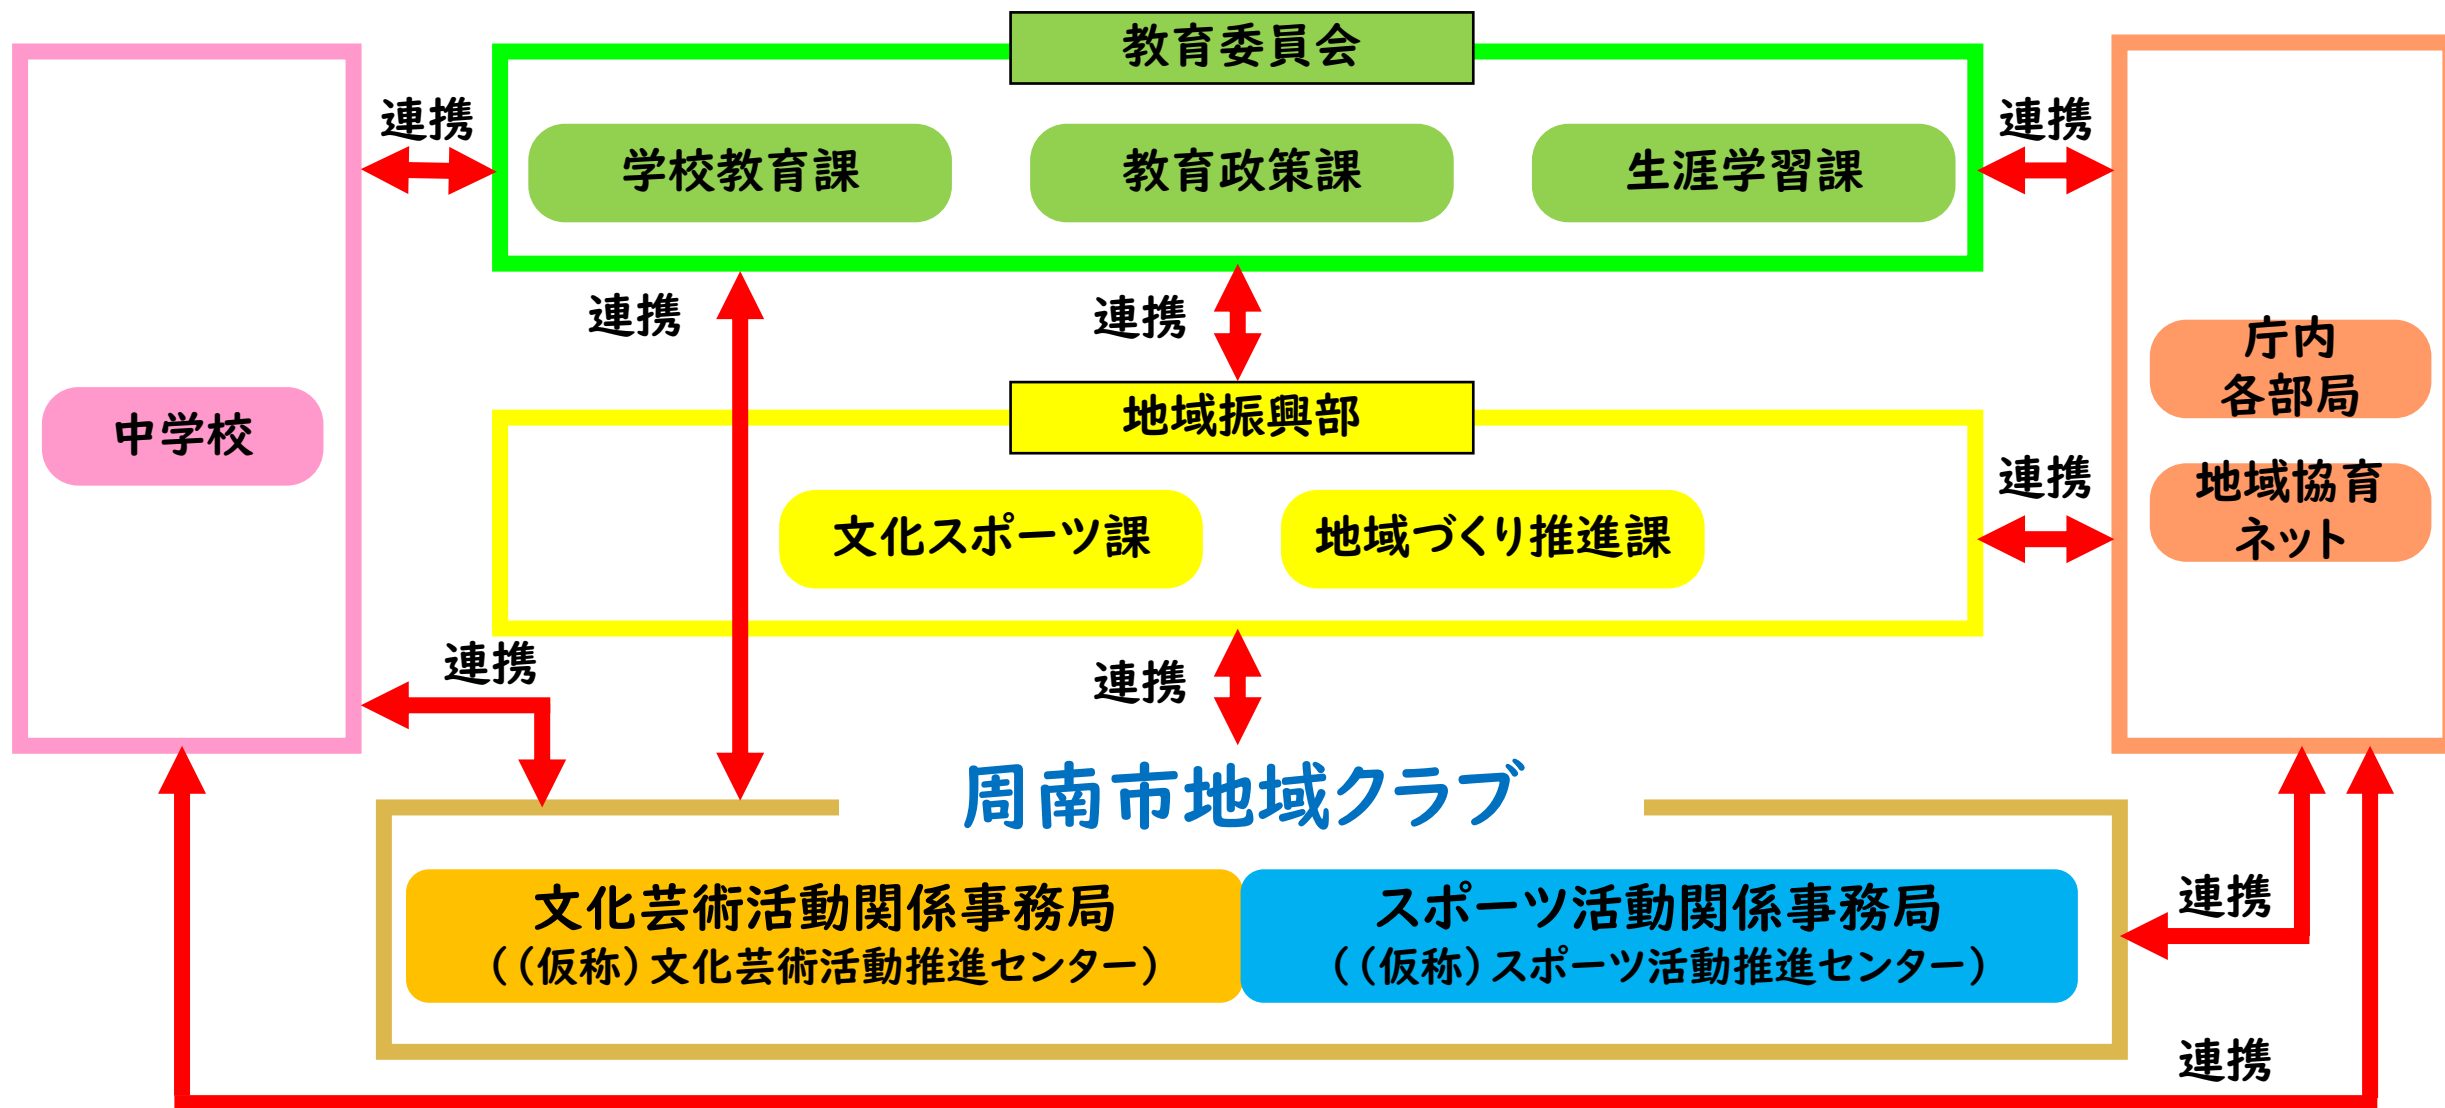 教育委員会
連携
連携
学校教育課
教育政策課
生涯学習課
連携
連携
庁内
各部局
中学校
地域振興部
連携
地域協育
ネット
文化スポーツ課
地域づくり推進課
連携
連携
周南市地域クラブ
文化芸術活動関係事務局
((仮称)文化芸術活動推進センター)
スポーツ活動関係事務局
((仮称)スポーツ活動推進センター)
連携
連携